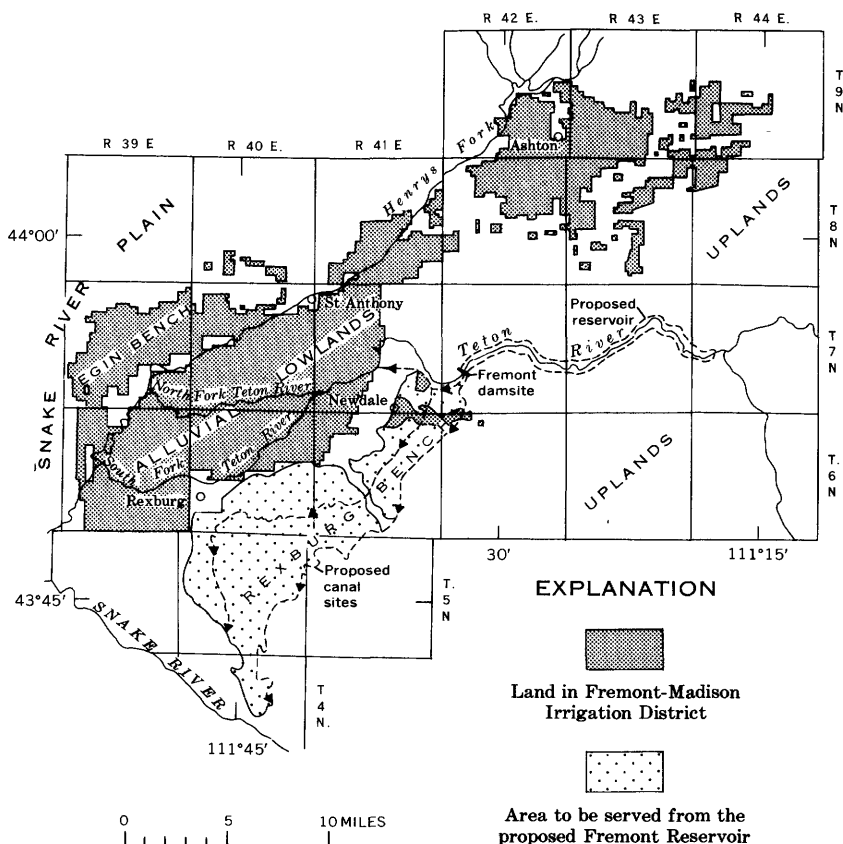 R 42 E.
R 43 E
R 44 E.
T
9
N
R 39 E
R 40 E.
R 41 E
Henrys Fork
Ashton
PLAIN
UPLANDS
T
8
N
44°00'
St Anthony
Proposed
reservoir
SNAKE RIVER
EGIN BENCH
ALLUVIAL LOWLANDS
Teton River
T
7
N
North Fork Teton River
Newdale
Fremont
damsite
South Fork Teton River
Rexburg
REXBURG BENCH
UPLANDS
T.
6
N
30'
111°15'
Proposed
canal
sites
43°45'
T.
5
N
SNAKE RIVER
T
4
N.
111°45'
EXPLANATION
Land in Fremont-Madison
Irrigation District
Area to be served from the
proposed Fremont Reservoir
0 5 10 MILES